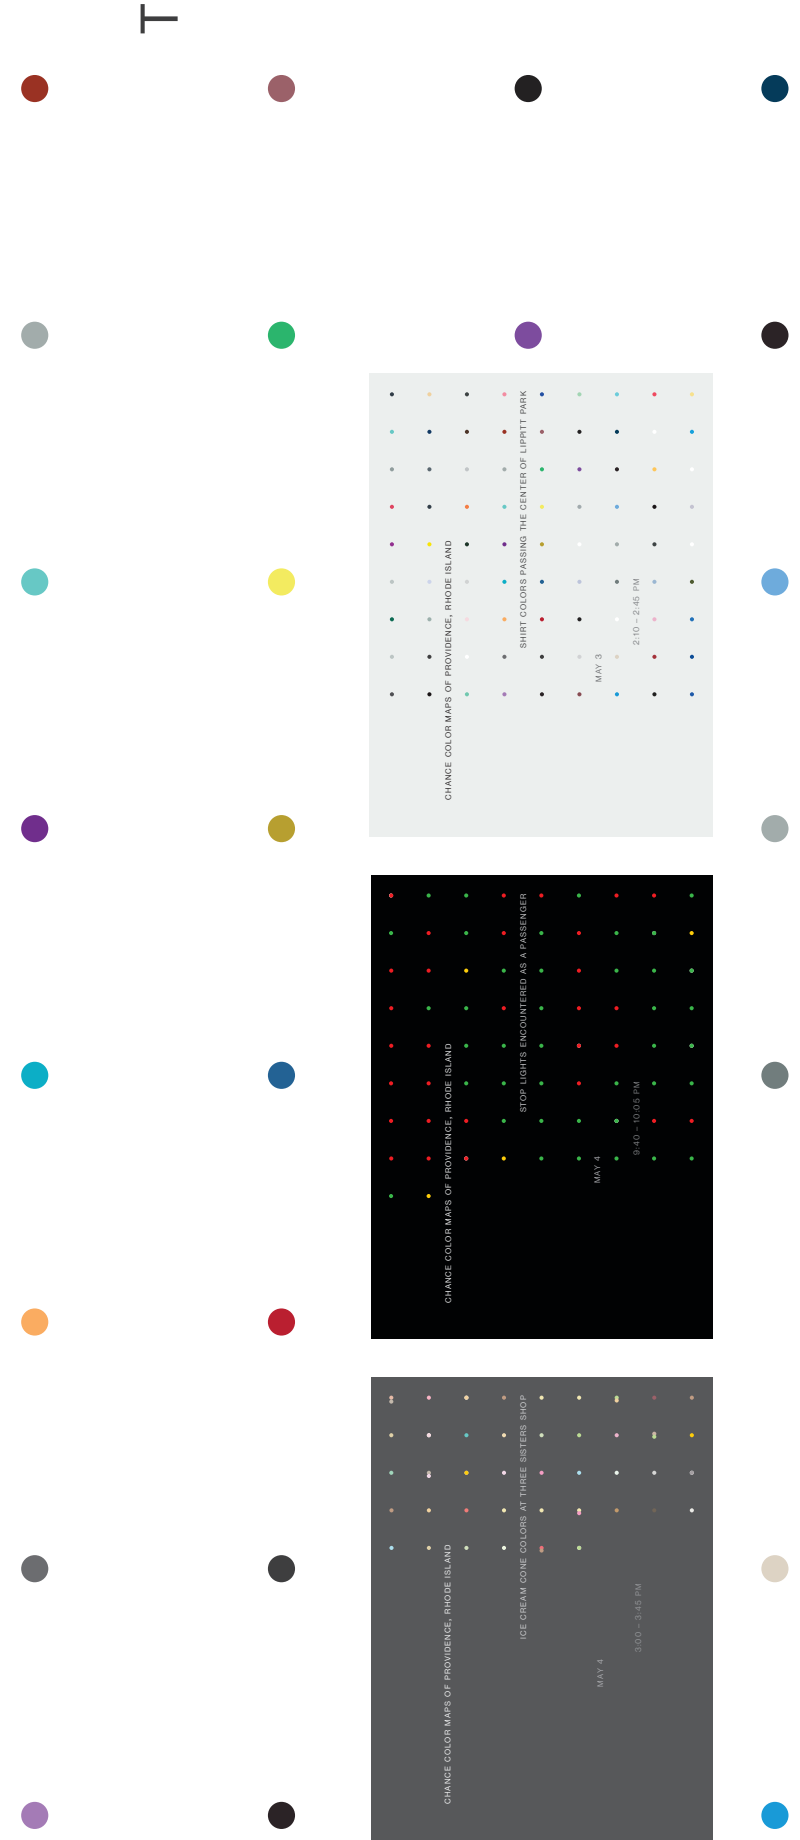 T
CHANCE COLOR MAPS OF PROVIDENCE, RHODE ISLAND
SHIRT COLORS PASSING THE CENTER OF LIPPITT PARK
MAY 3
2:10 – 2:45 PM
CHANCE COLOR MAPS OF PROVIDENCE, RHODE ISLAND
STOP LIGHTS ENCOUNTERED AS A PASSENGER
MAY 4
9:40 – 10:05 PM
CHANCE COLOR MAPS OF PROVIDENCE, RHODE ISLAND
ICE CREAM CONE COLORS AT THREE SISTERS SHOP
MAY 4
3:00 – 3:45 PM